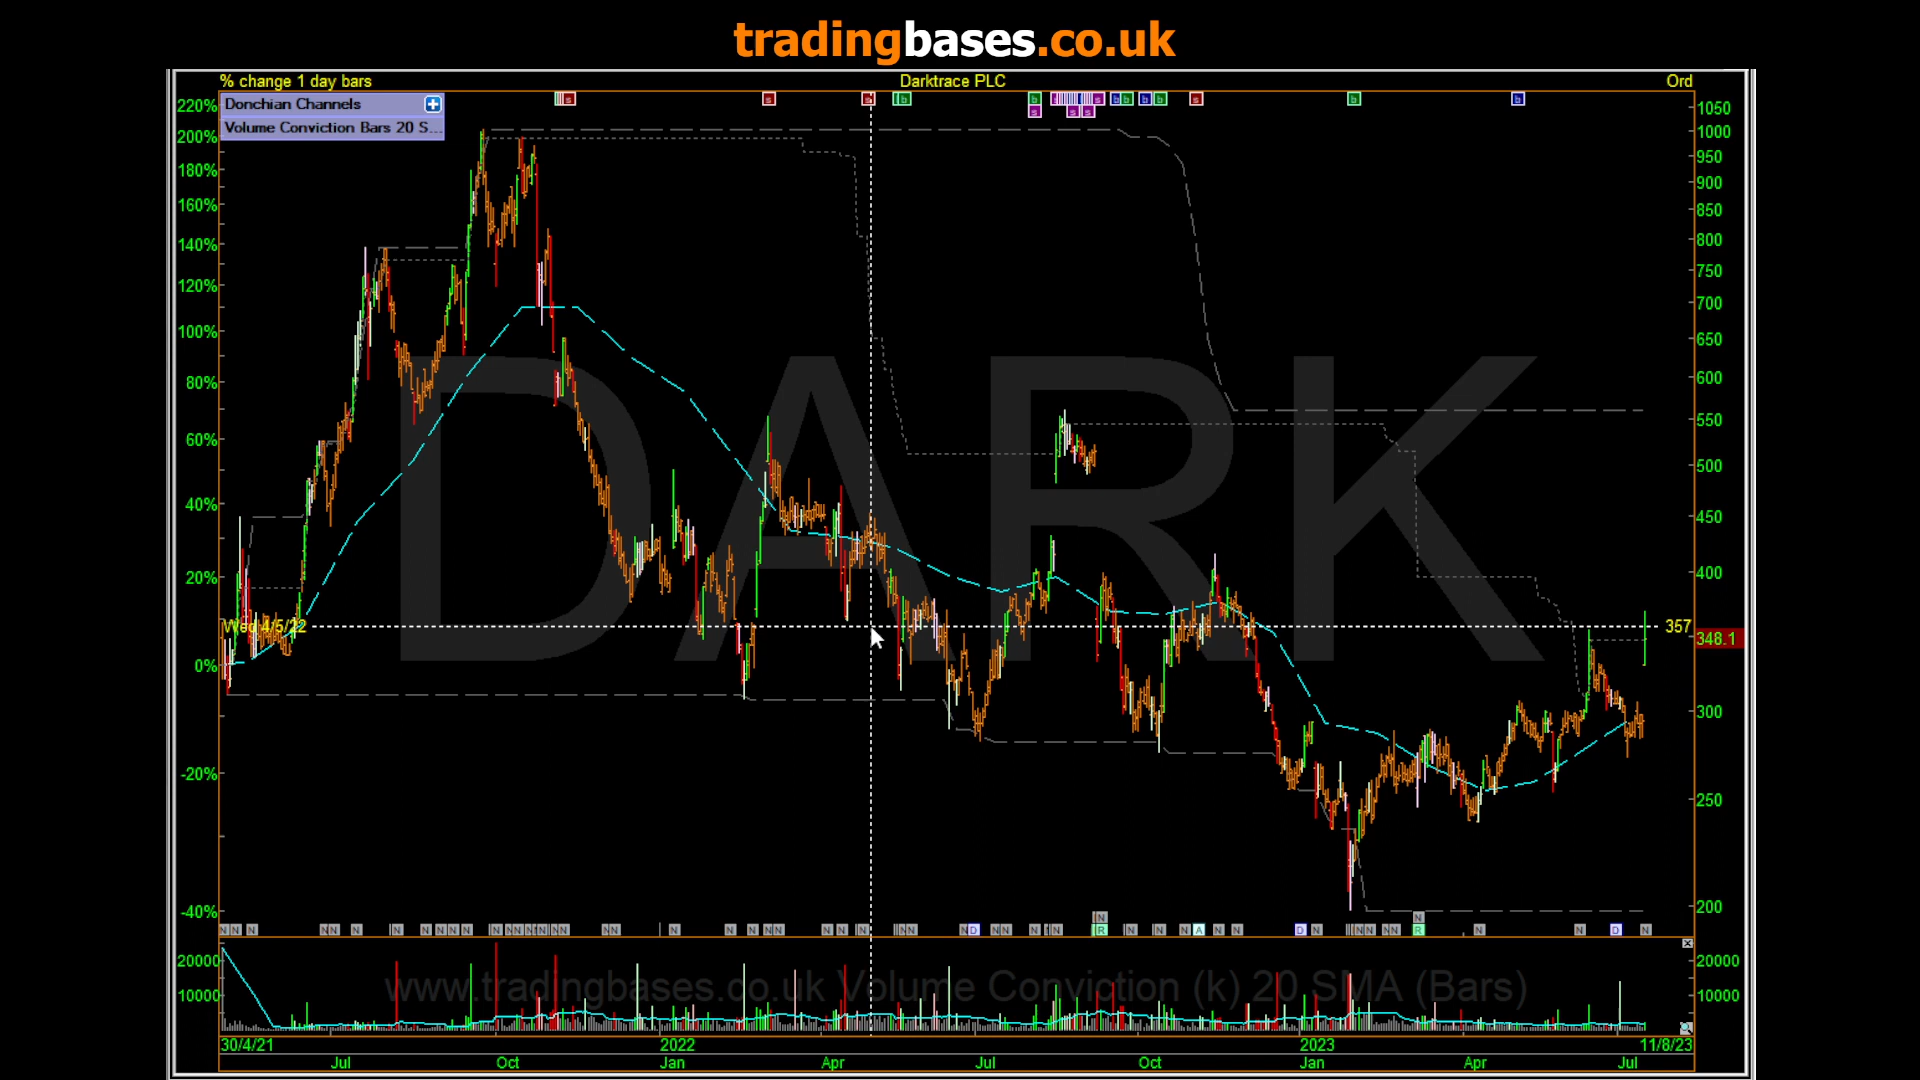 tradingbases.co.uk
% change 1 day bars
Darktrace PLC
Ord
Donchian Channels
Volume Conviction Bars 20 S...
220%
200%
180%
160%
140%
120%
100%
80%
60%
40%
20%
0%
-20%
-40%
1050
1000
950
900
850
800
750
700
650
600
550
500
450
400
357
348.1
300
250
200
DARK
Wed 4/5/22
20000
10000
www.tradingbases.co.uk Volume Conviction (k) 20 SMA (Bars)
20000
10000
30/4/21
2022
2023
11/8/23
Jul
Oct
Jan
Apr
Jul
Oct
Jan
Apr
Jul